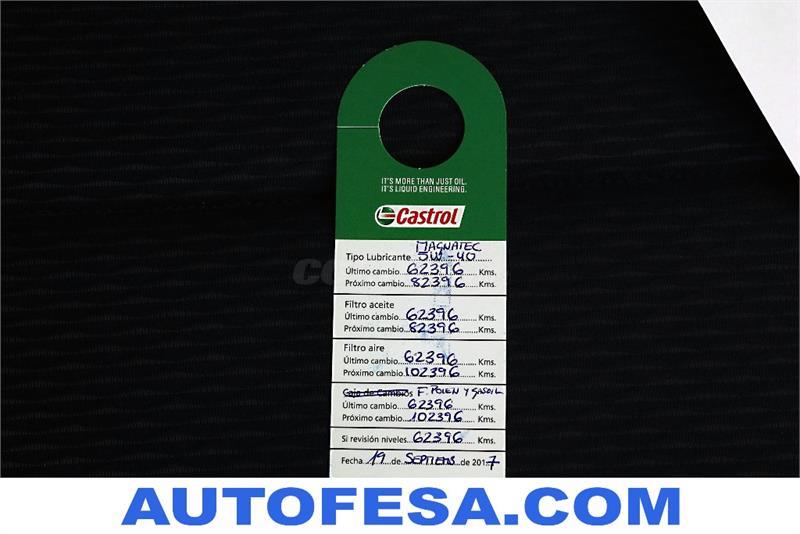 IT'S MORE THAN JUST OIL.
IT'S LIQUID ENGINEERING.
Castrol
MAGNATEC
Tipo Lubricante 5W-40
Último cambio 62396 Kms.
Próximo cambio 82396 Kms.
Filtro aceite
Último cambio 62396 Kms.
Próximo cambio 82396 Kms.
Filtro aire
Último cambio 62396 Kms.
Próximo cambio 102396 Kms.
Caja de Cambios F. POLEN Y GASOIL
Último cambio 62396 Kms.
Próximo cambio 102396 Kms.
Si revisión niveles 62396 Kms.
Fecha 19 de SEPTIEMB de 2017
AUTOFESA.COM